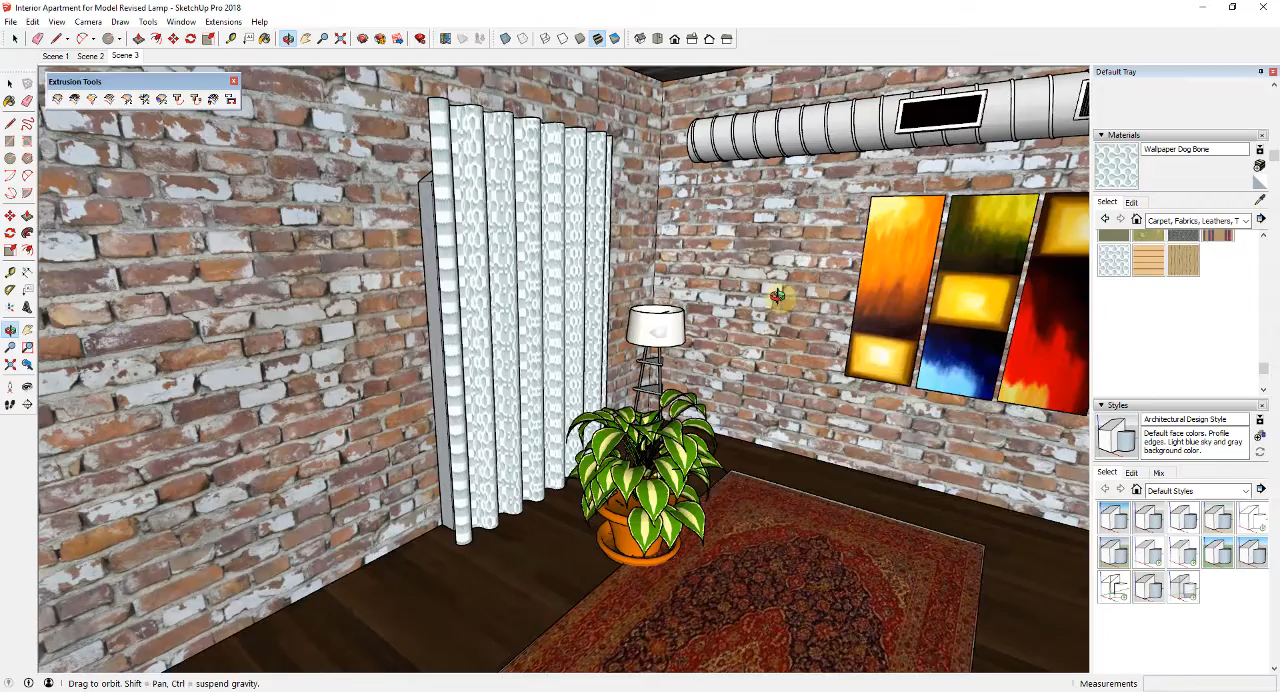 Interior Apartment for Model Revised Lamp - SketchUp Pro 2018
File Edit View Camera Draw Tools Window Extensions Help
Scene 1 Scene 2 Scene 3
Extrusion Tools
Default Tray
Materials
Wallpaper Dog Bone
Select Edit
Carpet, Fabrics, Leathers, T
Styles
Architectural Design Style
Default face colors. Profile
edges. Light blue sky and gray
background color.
Select Edit Mix
Default Styles
Drag to orbit. Shift = Pan, Ctrl = suspend gravity.
Measurements